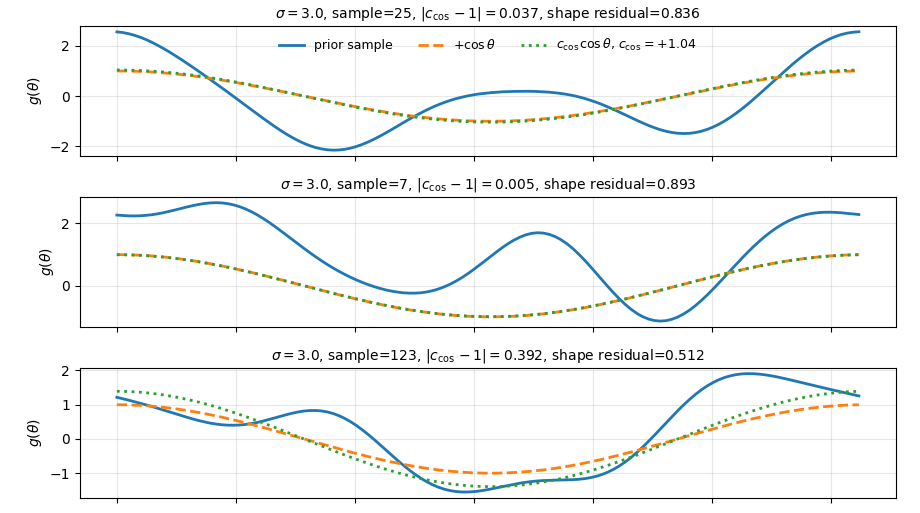 σ = 3.0, sample=25, |c_cos − 1| = 0.037, shape residual=0.836
prior sample
+cos θ
c_cos cos θ, c_cos = +1.04
g(θ)
2
0
−2
σ = 3.0, sample=7, |c_cos − 1| = 0.005, shape residual=0.893
g(θ)
2
0
σ = 3.0, sample=123, |c_cos − 1| = 0.392, shape residual=0.512
g(θ)
2
1
0
−1